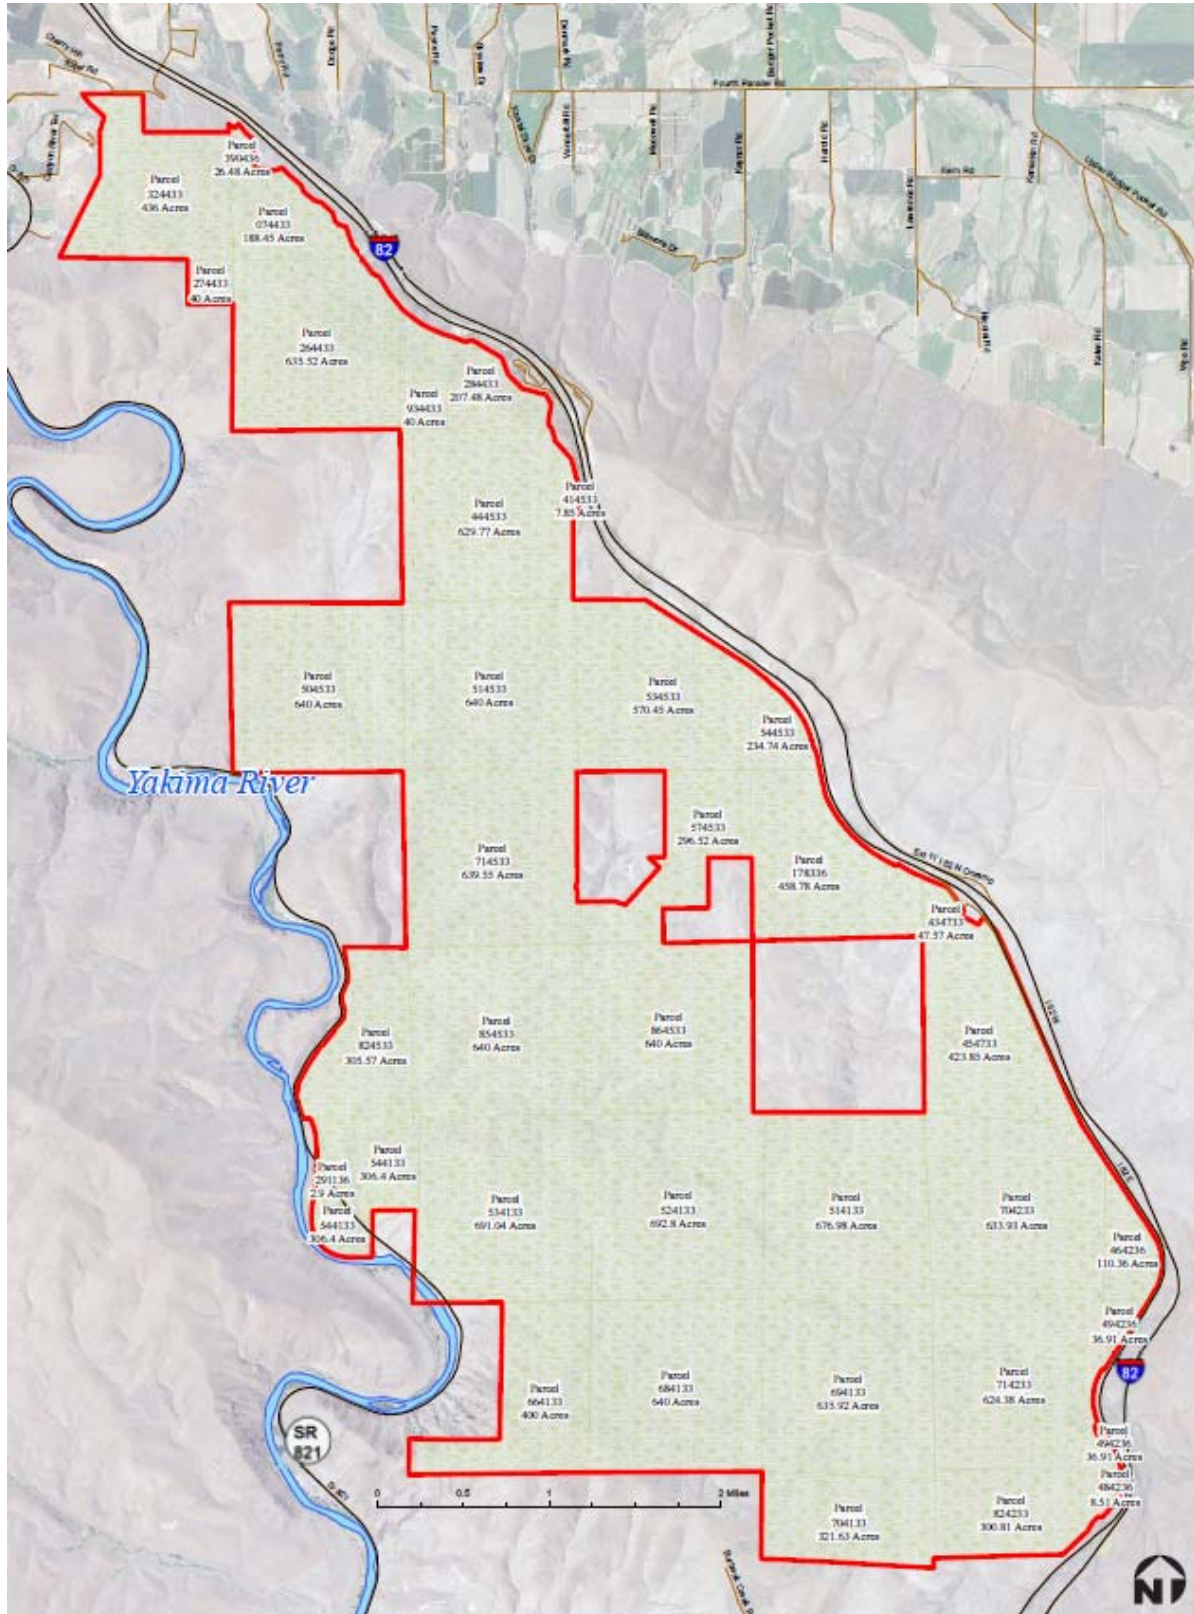 Fourth Parallel Rd
Kern Rd
82
Parcel
390436
26.48 Acres
Parcel
324433
436 Acres
Parcel
074433
188.45 Acres
Parcel
274433
40 Acres
Parcel
264433
635.52 Acres
Parcel
284433
207.48 Acres
Parcel
934433
40 Acres
Parcel
414533
7.85 Acres
Parcel
444533
629.77 Acres
Parcel
504533
640 Acres
Parcel
514533
640 Acres
Parcel
534533
570.45 Acres
Parcel
544533
234.74 Acres
Yakima River
Parcel
574533
296.52 Acres
Parcel
714533
639.55 Acres
Parcel
178336
458.78 Acres
Parcel
434733
47.57 Acres
Parcel
824533
305.57 Acres
Parcel
854533
640 Acres
Parcel
864533
640 Acres
Parcel
454733
423.85 Acres
I 82 W
I 82 E
Parcel
544133
306.4 Acres
Parcel
291136
2.9 Acres
Parcel
544133
306.4 Acres
Parcel
534133
691.04 Acres
Parcel
524133
692.8 Acres
Parcel
514133
676.98 Acres
Parcel
704233
633.93 Acres
Parcel
464236
110.36 Acres
Parcel
494236
36.91 Acres
82
Parcel
664133
400 Acres
Parcel
684133
640 Acres
Parcel
694133
635.92 Acres
Parcel
714233
624.38 Acres
Parcel
494236
36.91 Acres
Parcel
484236
8.51 Acres
SR
821
0 0.5 1 2 Miles
Parcel
704133
321.63 Acres
Parcel
824233
300.81 Acres
N